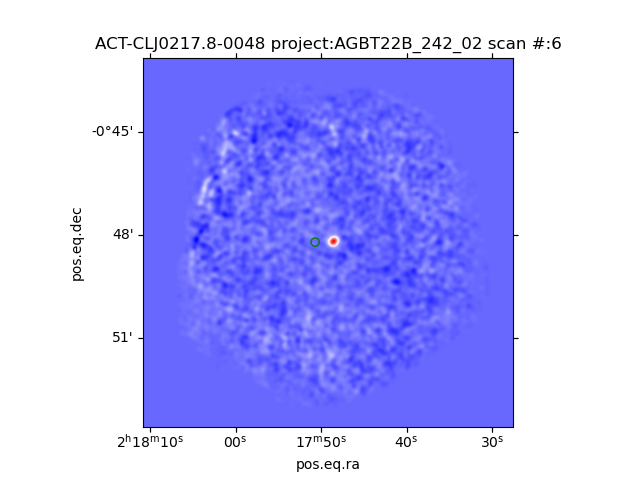 ACT-CLJ0217.8-0048 project:AGBT22B_242_02 scan #:6
-0°45'
48'
51'
pos.eq.dec
2ʰ18ᵐ10ˢ 00ˢ 17ᵐ50ˢ 40ˢ 30ˢ
pos.eq.ra